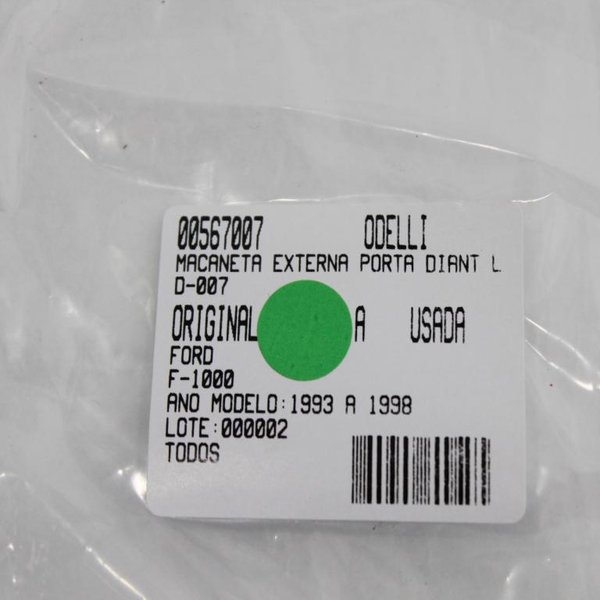 00567007 ODELLI
MACANETA EXTERNA PORTA DIANT L
D-007
ORIGINAL A USADA
FORD
F-1000
ANO MODELO:1993 A 1998
LOTE:000002
TODOS